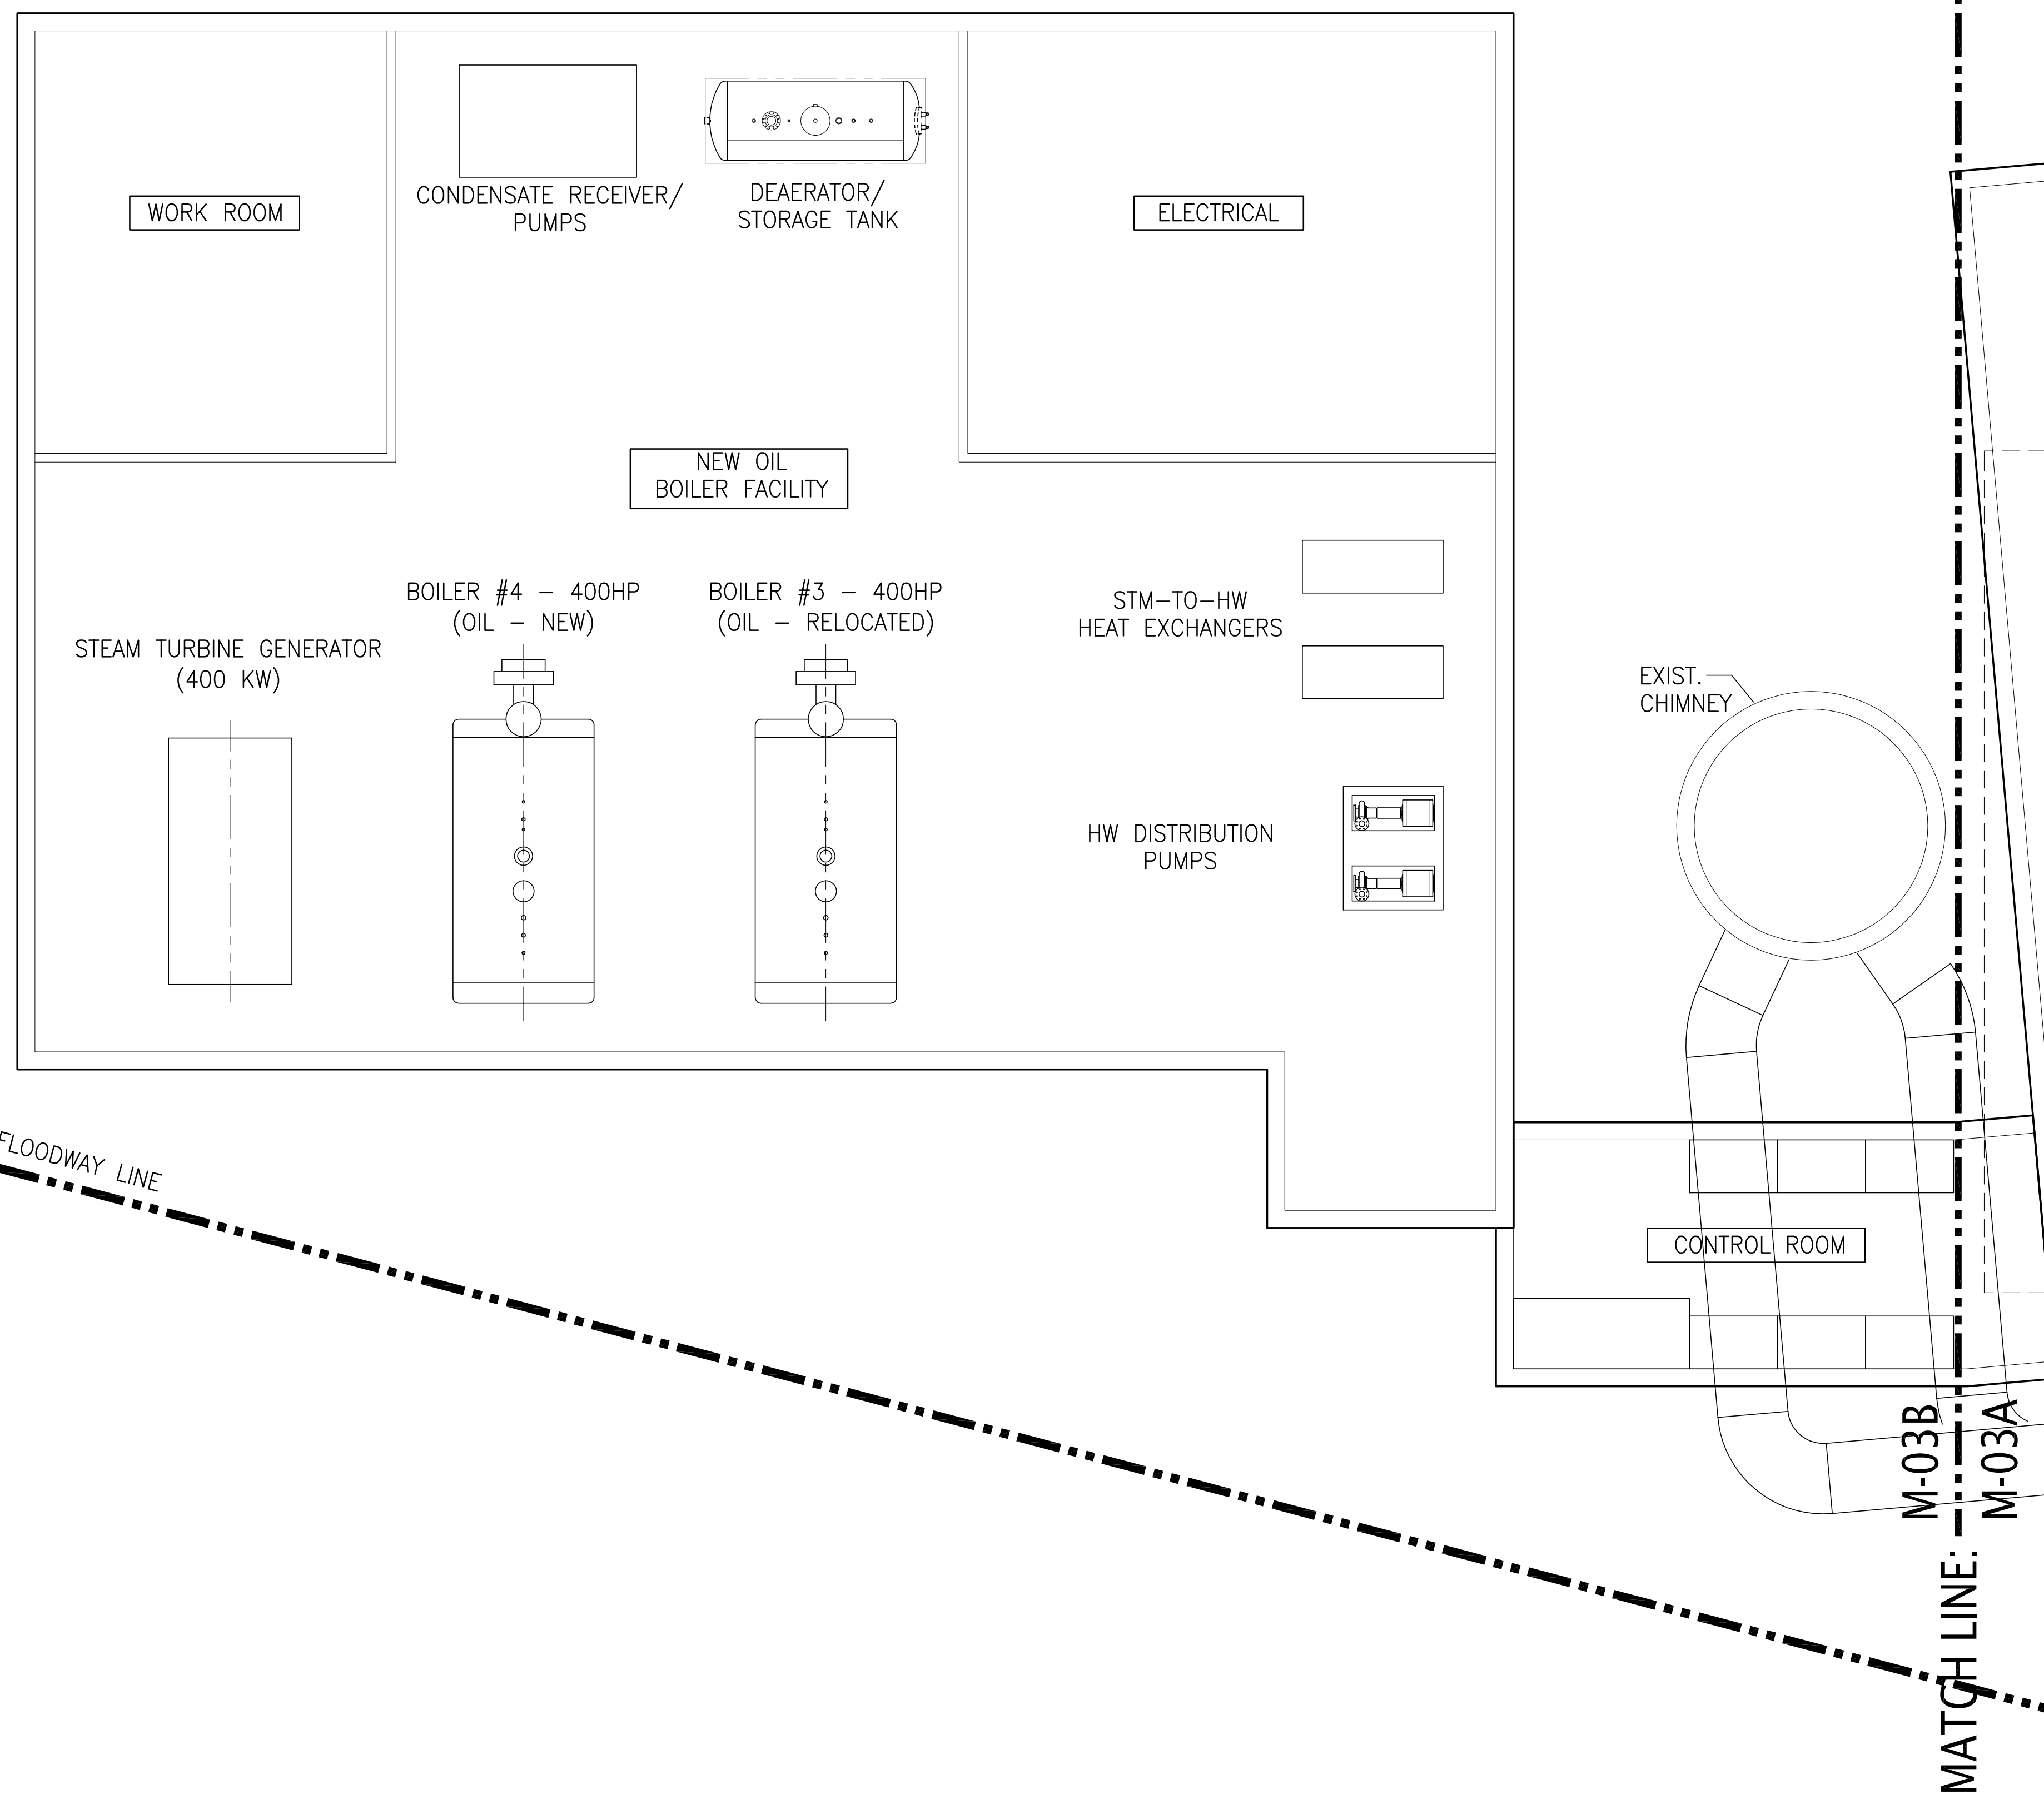 WORK ROOM
CONDENSATE RECEIVER/
PUMPS
DEAERATOR/
STORAGE TANK
ELECTRICAL
NEW OIL
BOILER FACILITY
STEAM TURBINE GENERATOR
(400 KW)
BOILER #4 - 400HP
(OIL - NEW)
BOILER #3 - 400HP
(OIL - RELOCATED)
STM-TO-HW
HEAT EXCHANGERS
HW DISTRIBUTION
PUMPS
EXIST.
CHIMNEY
CONTROL ROOM
FLOODWAY LINE
MATCH LINE:
M-03B
M-03A